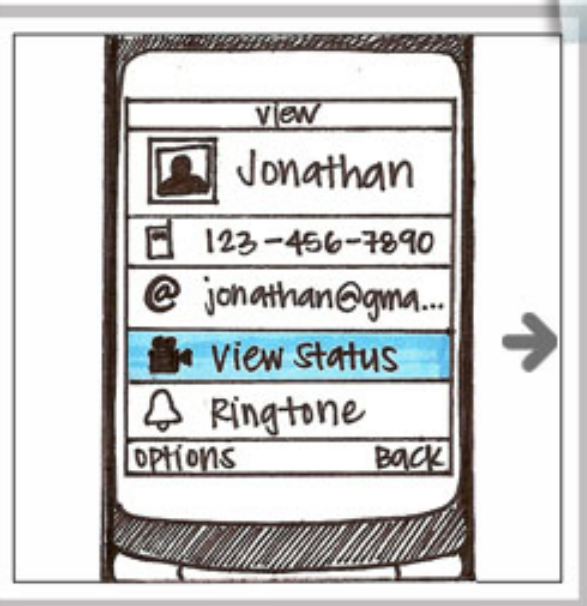 view
Jonathan
123-456-7890
@ jonathan@gma...
View Status
Ringtone
options Back